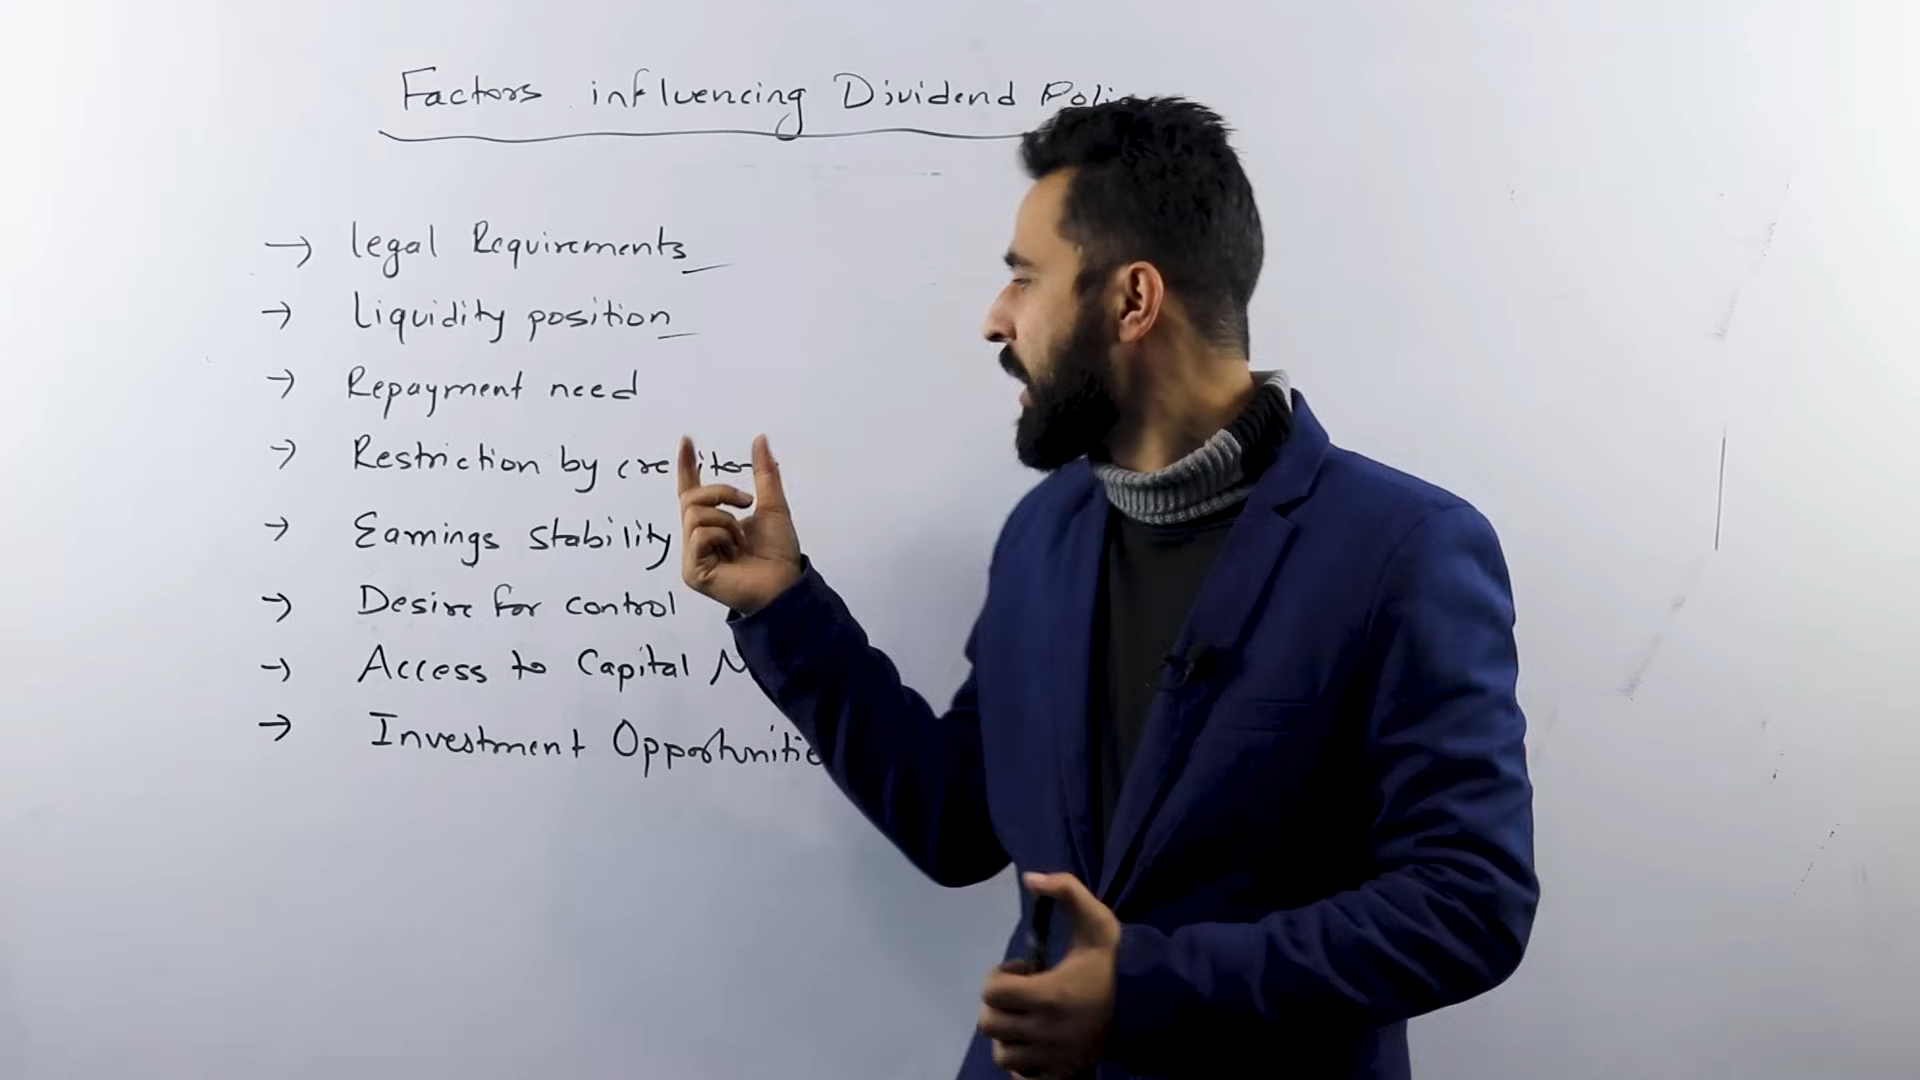 Factors influencing Dividend
→ legal Requirements
→ Liquidity position
→ Repayment need
→ Restriction by
→ Earnings stability
→ Desire for control
→ Access to Capital
→ Investment Opportunitie